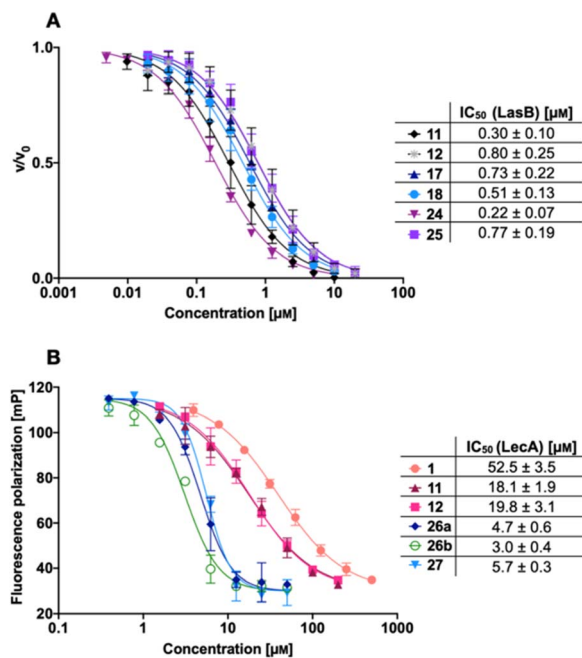 A
1.0
0.5
0.0
v/v0
0.001
0.01
0.1
1
10
100
Concentration [µM]
IC50 (LasB) [µM]
11 0.30 ± 0.10
12 0.80 ± 0.25
17 0.73 ± 0.22
18 0.51 ± 0.13
24 0.22 ± 0.07
25 0.77 ± 0.19
B
120
100
80
60
40
20
Fluorescence polarization [mP]
0.1
1
10
100
1000
Concentration [µM]
IC50 (LecA) [µM]
1 52.5 ± 3.5
11 18.1 ± 1.9
12 19.8 ± 3.1
26a 4.7 ± 0.6
26b 3.0 ± 0.4
27 5.7 ± 0.3